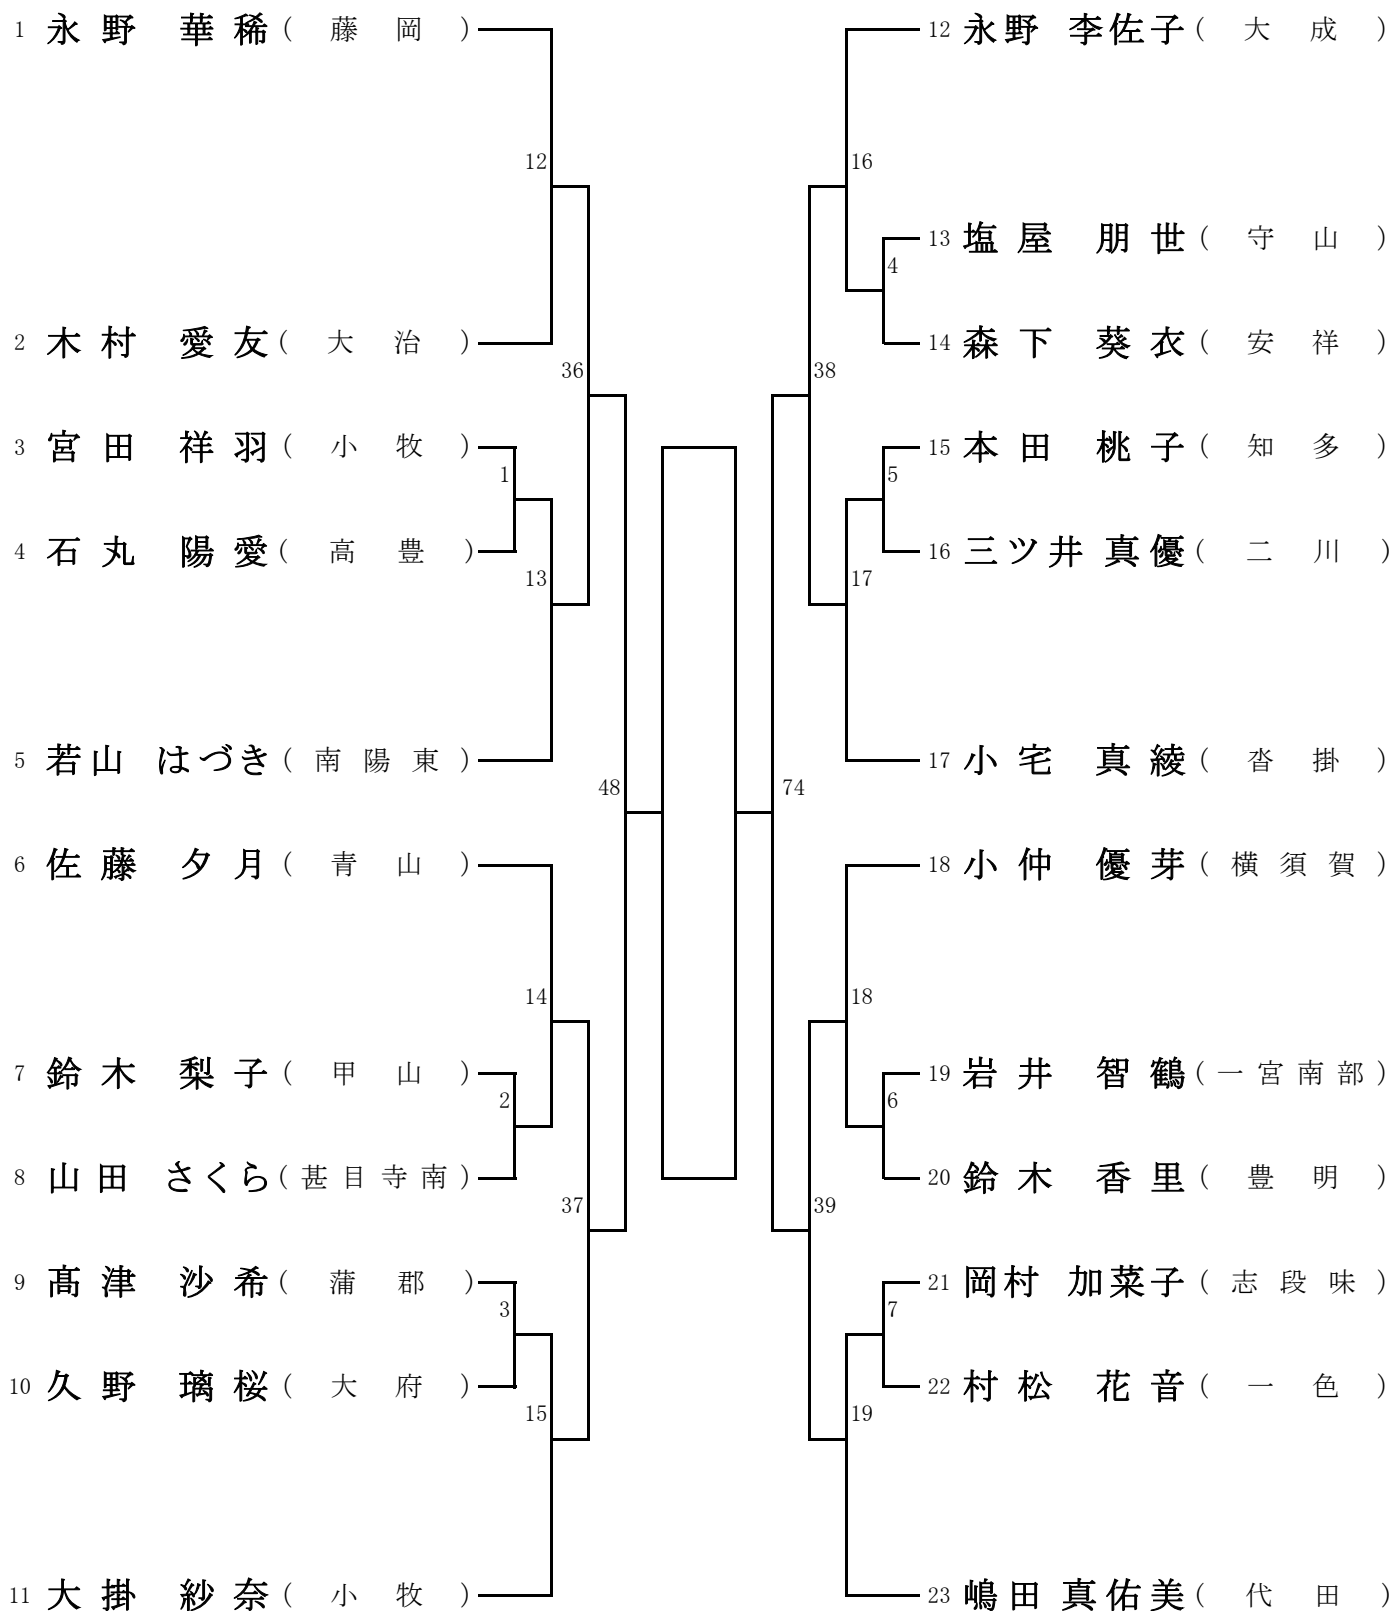 1 永野 華稀 (藤岡)
12
2 木村 愛友 (大治)
36
3 宮田 祥羽 (小牧)
1
4 石丸 陽愛 (高豊)
13
5 若山 はづき (南陽東)
48
6 佐藤 夕月 (青山)
14
7 鈴木 梨子 (甲山)
2
8 山田 さくら (甚目寺南)
37
9 髙津 沙希 (蒲郡)
3
10 久野 璃桜 (大府)
15
11 大掛 紗奈 (小牧)
12 永野 李佐子 (大成)
16
13 塩屋 朋世 (守山)
4
14 森下 葵衣 (安祥)
38
15 本田 桃子 (知多)
5
16 三ツ井 真優 (二川)
17
17 小宅 真綾 (沓掛)
74
18 小仲 優芽 (横須賀)
18
19 岩井 智鶴 (一宮南部)
6
20 鈴木 香里 (豊明)
39
21 岡村 加菜子 (志段味)
7
22 村松 花音 (一色)
19
23 嶋田 真佑美 (代田)